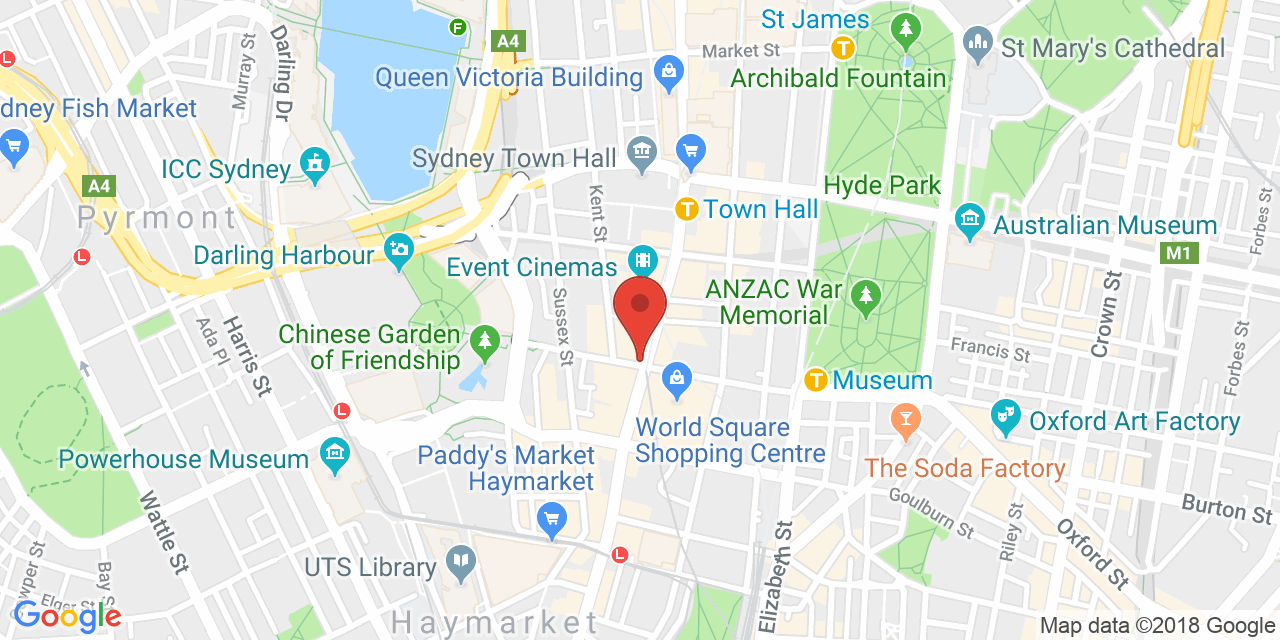 St James
Market St
A4
Murray St
Darling Dr
St Mary's Cathedral
Queen Victoria Building
Archibald Fountain
dney Fish Market
Sydney Town Hall
ICC Sydney
A4
Hyde Park
Pyrmont
Kent St
Town Hall
Forbes St
Australian Museum
Darling Harbour
M1
Event Cinemas
ANZAC War
Memorial
Sussex St
Crown St
Chinese Garden
of Friendship
Ada Pl
Harris St
Francis St
Forbes St
Museum
L
Oxford Art Factory
World Square
Shopping Centre
Powerhouse Museum
Paddy's Market
Haymarket
The Soda Factory
Goulburn St
Burton St
Riley St
Wattle St
Oxford St
Elizabeth St
UTS Library
L
wper St
Bay S
Elger St
Google
Haymarket
Map data ©2018 Google